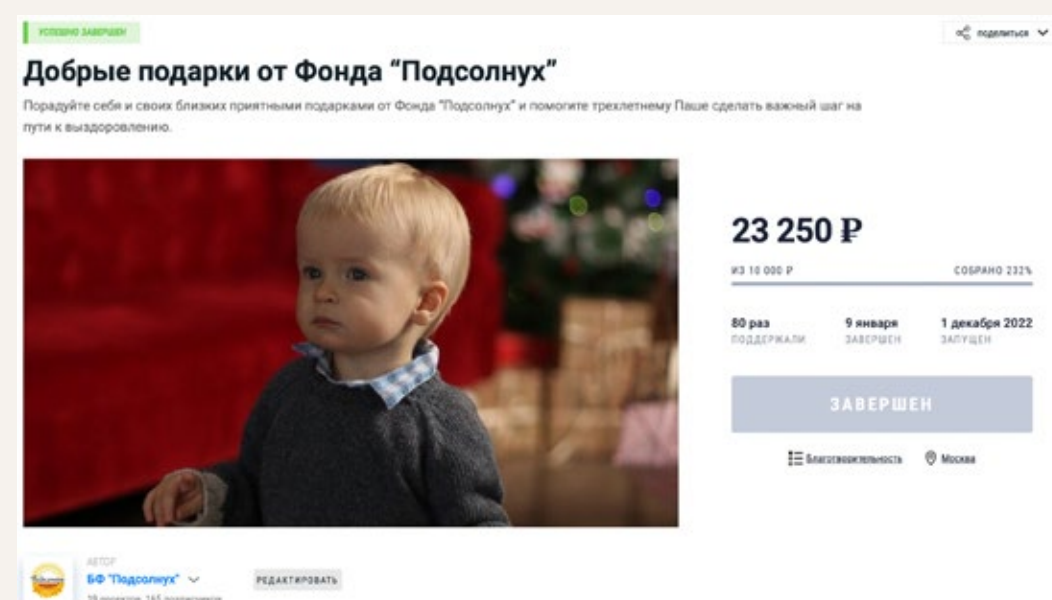 УСПЕШНО ЗАВЕРШЕН
ПОДЕЛИТЬСЯ
Добрые подарки от Фонда “Подсолнух”
Порадуйте себя и своих близких приятными подарками от Фонда “Подсолнух” и помогите трехлетнему Паше сделать важный шаг на
пути к выздоровлению.
23 250 ₽
ИЗ 10 000 ₽ СОБРАНО 232%
80 раз 9 января 1 декабря 2022
ПОДДЕРЖАЛИ ЗАВЕРШЕН ЗАПУЩЕН
ЗАВЕРШЕН
Благотворительность Москва
АВТОР
БФ "Подсолнух" РЕДАКТИРОВАТЬ